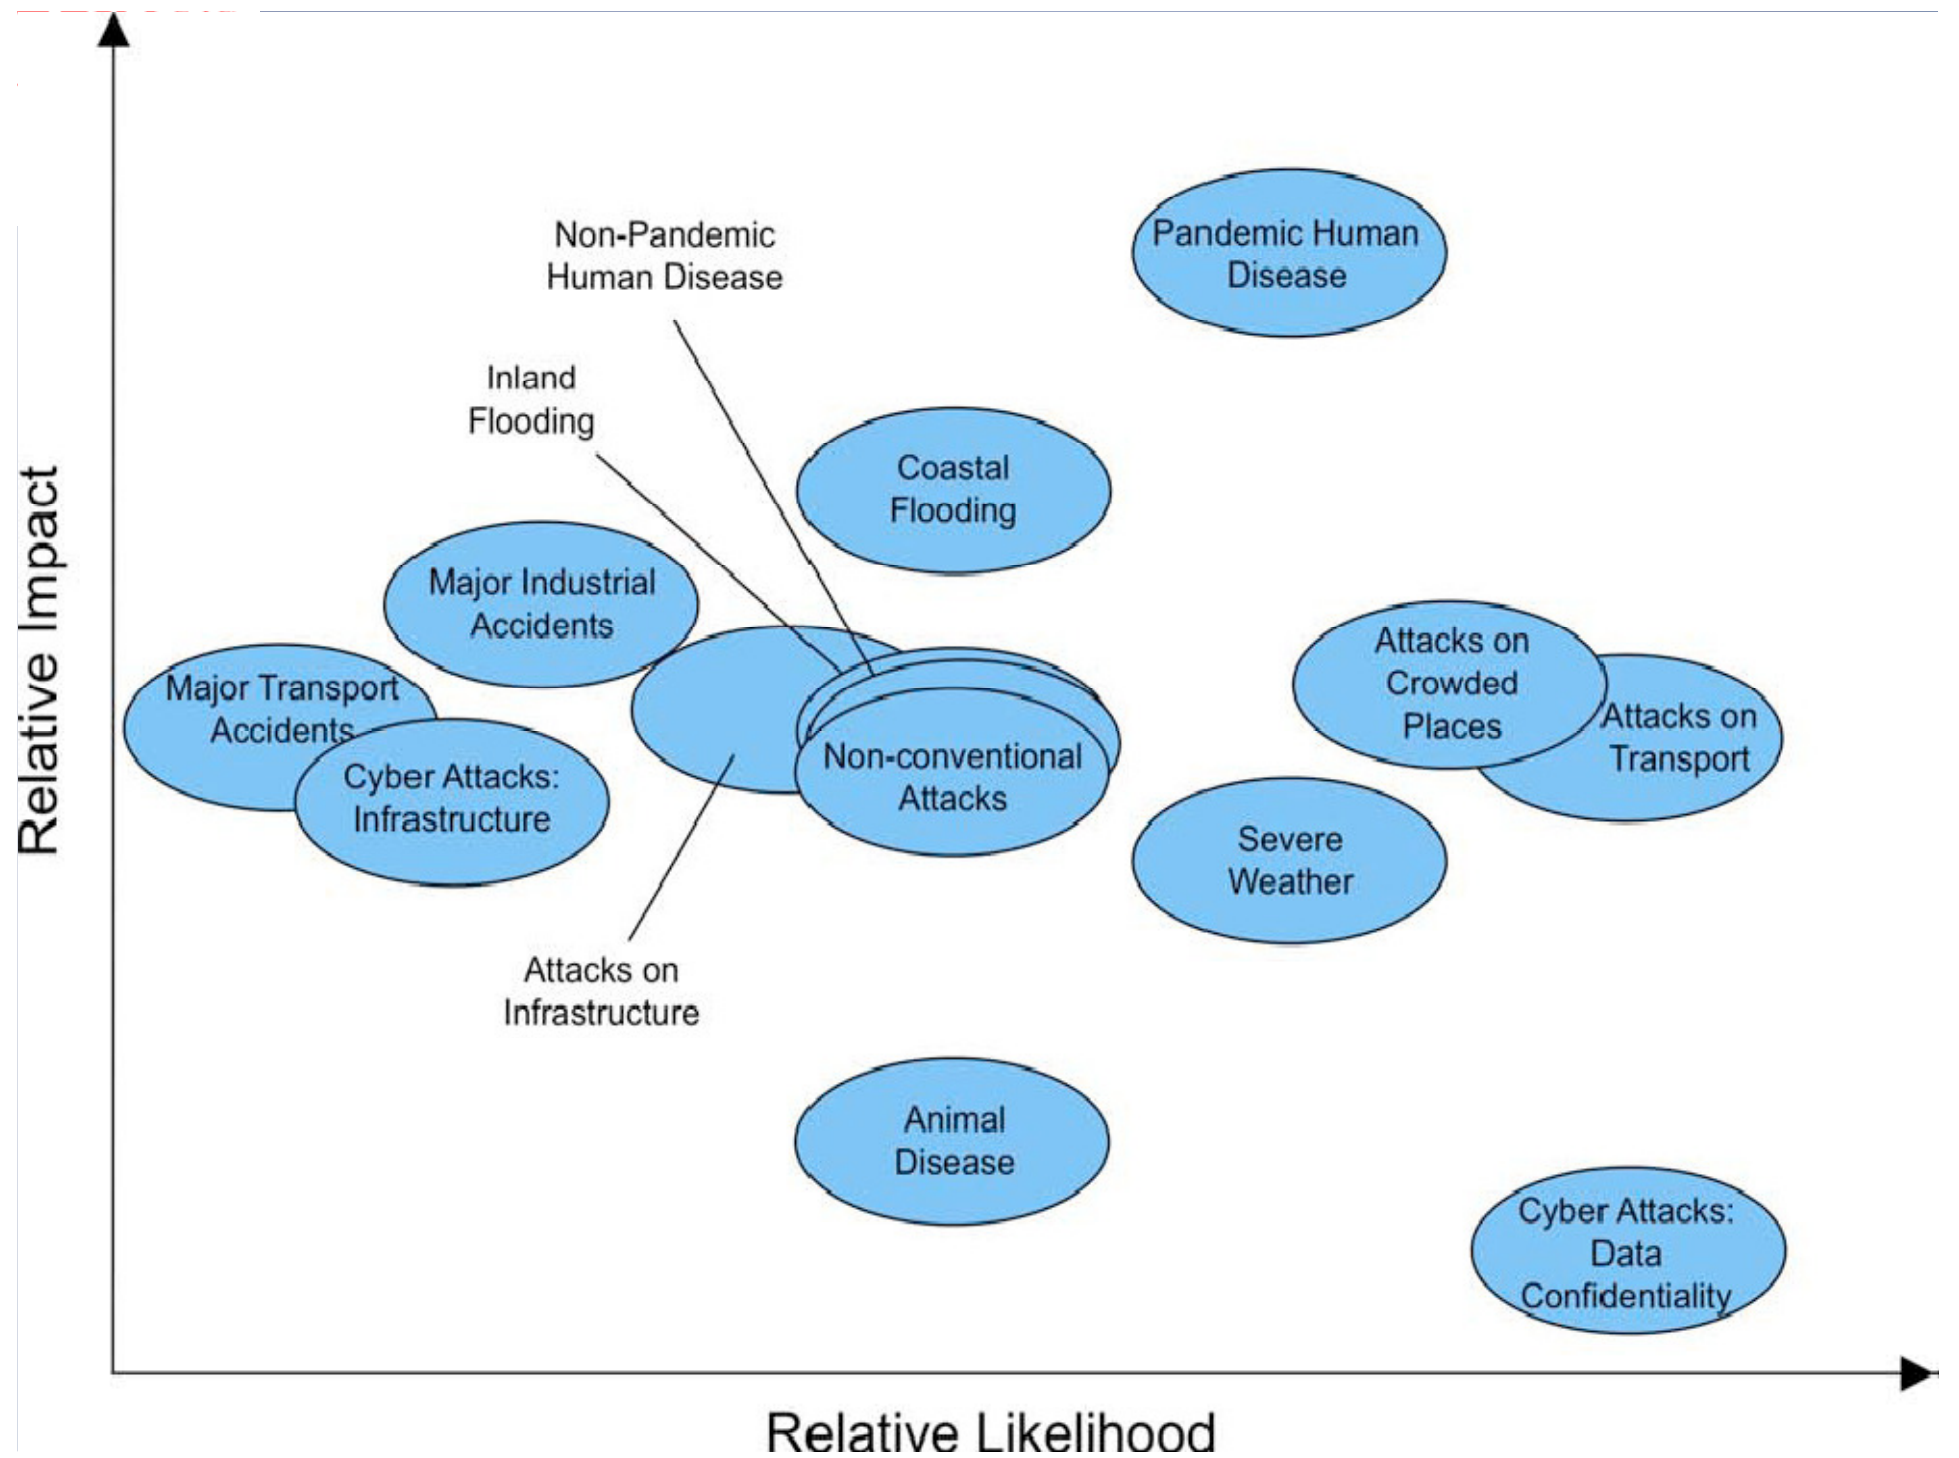 Pandemic Human
Disease
Non-Pandemic
Human Disease
Inland
Flooding
Coastal
Flooding
Major Industrial
Accidents
Attacks on
Crowded
Places
Major Transport
Accidents
Attacks on
Transport
Cyber Attacks:
Infrastructure
Non-conventional
Attacks
Severe
Weather
Attacks on
Infrastructure
Animal
Disease
Cyber Attacks:
Data
Confidentiality
Relative Impact
Relative Likelihood